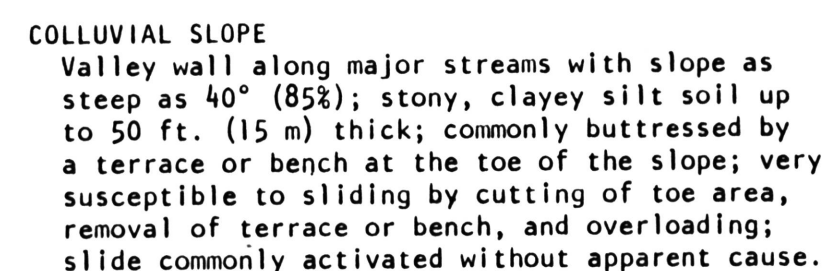 COLLUVIAL SLOPE
Valley wall along major streams with slope as
steep as 40° (85%); stony, clayey silt soil up
to 50 ft. (15 m) thick; commonly buttressed by
a terrace or bench at the toe of the slope; very
susceptible to sliding by cutting of toe area,
removal of terrace or bench, and overloading;
slide commonly activated without apparent cause.